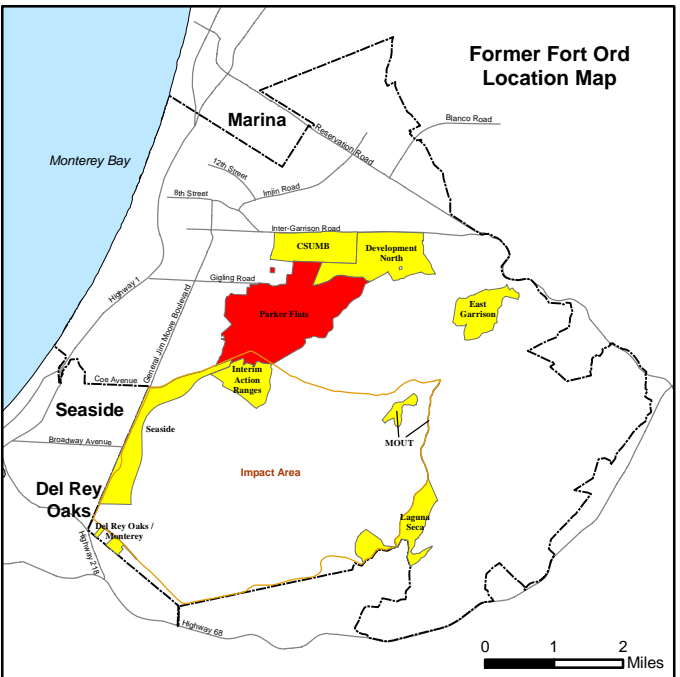 Former Fort Ord
Location Map
Marina
Blanco Road
Reservation Road
Monterey Bay
12th Street
Imjin Road
8th Street
Inter-Garrison Road
CSUMB
Development
North
Gigling Road
Highway 1
General Jim Moore Boulevard
East
Garrison
Parker Flats
Interim
Action
Ranges
Coe Avenue
Seaside
Seaside
Broadway Avenue
MOUT
Impact Area
Del Rey
Oaks
Laguna
Seca
Del Rey Oaks /
Monterey
Highway 218
Highway 68
0 1 2
Miles